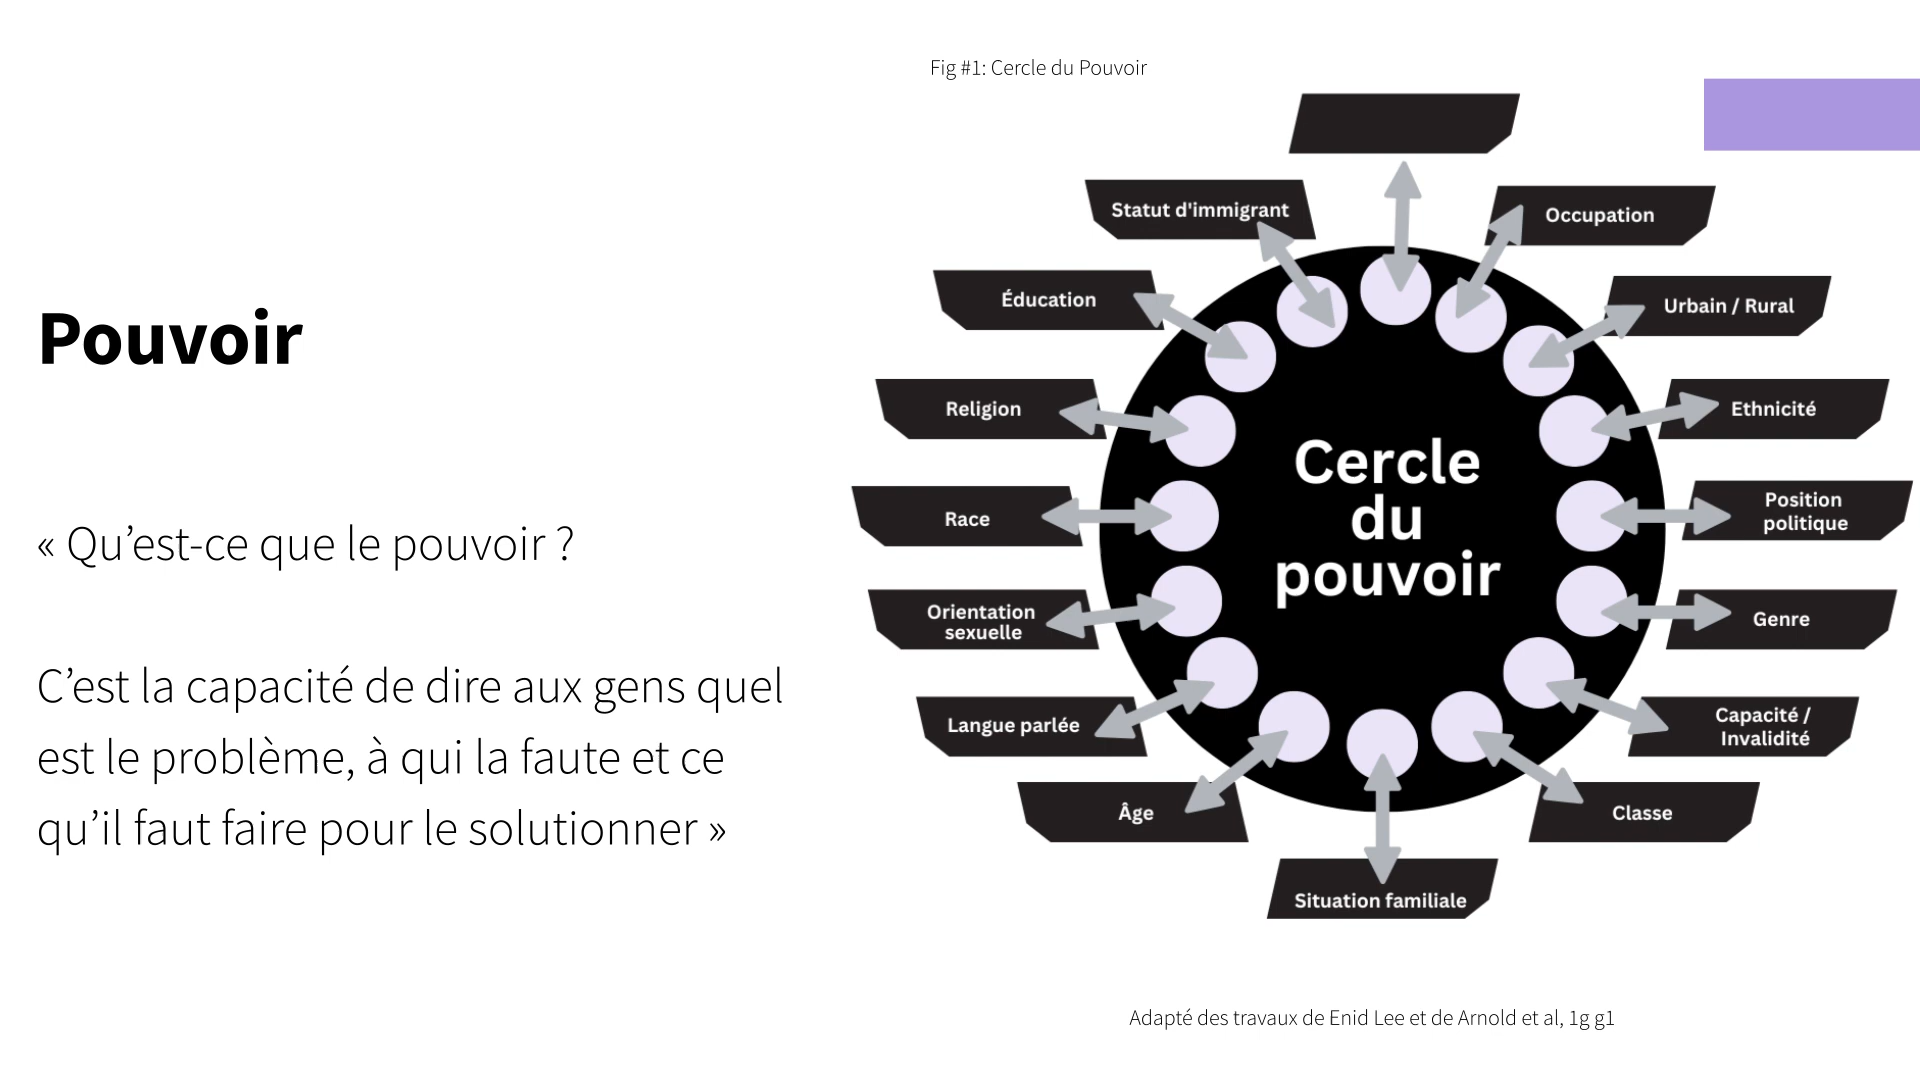 Fig #1: Cercle du Pouvoir
Pouvoir
« Qu’est-ce que le pouvoir ?
C’est la capacité de dire aux gens quel
est le problème, à qui la faute et ce
qu’il faut faire pour le solutionner »
Statut d'immigrant
Occupation
Éducation
Urbain / Rural
Religion
Ethnicité
Race
Position
politique
Orientation
sexuelle
Genre
Langue parlée
Capacité /
Invalidité
Âge
Classe
Situation familiale
Cercle
du
pouvoir
Adapté des travaux de Enid Lee et de Arnold et al, 1g g1